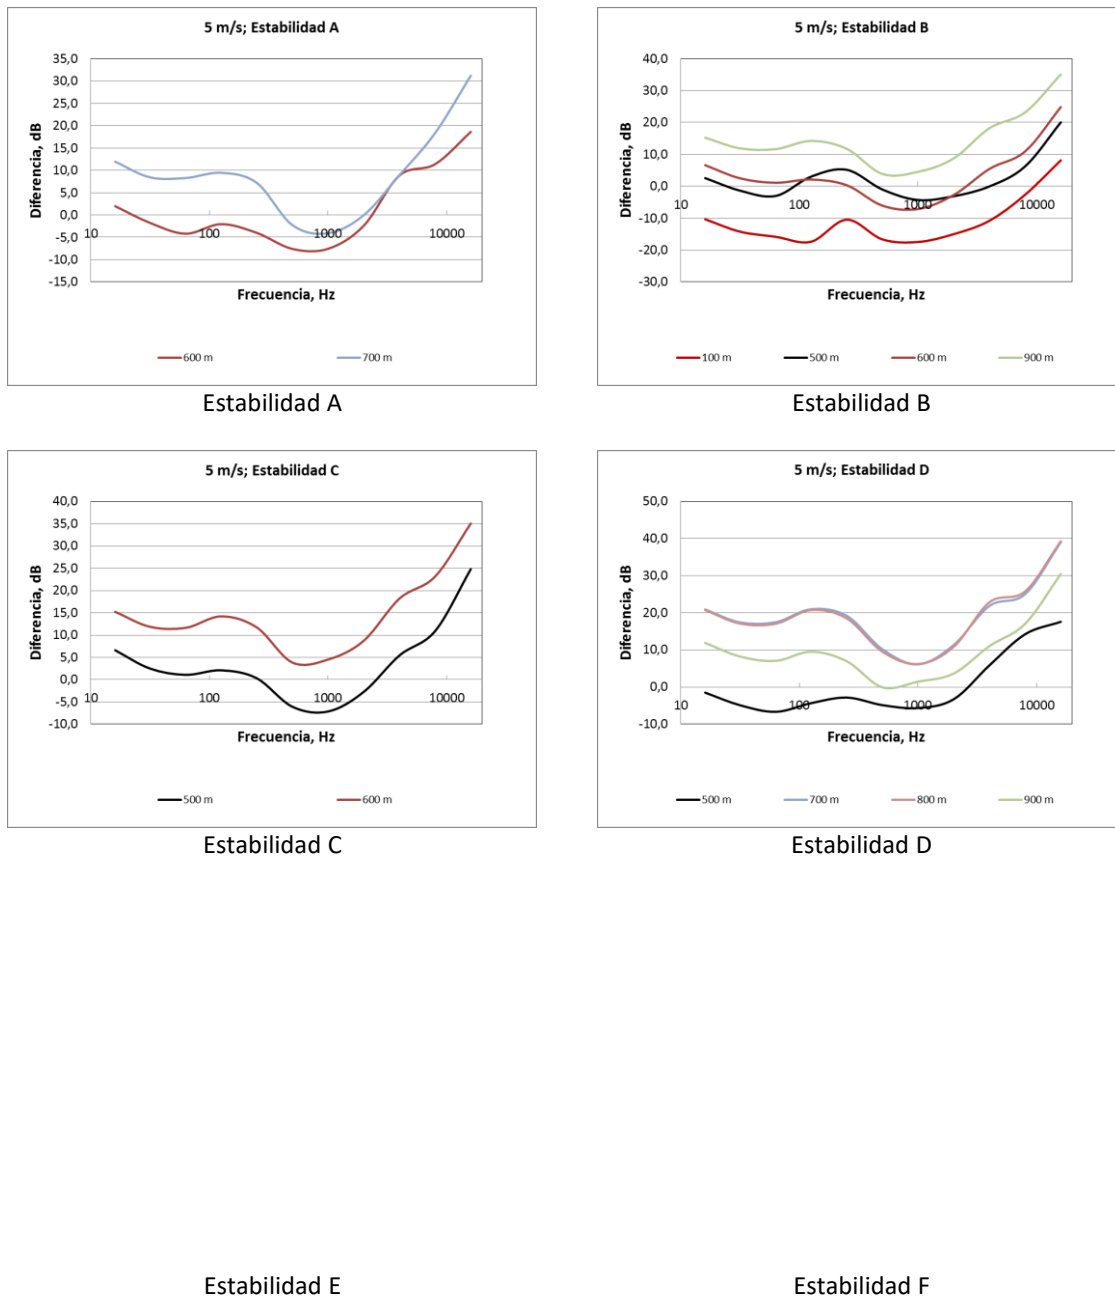 5 m/s; Estabilidad A
35,0
30,0
25,0
20,0
15,0
10,0
5,0
0,0
-5,0
-10,0
-15,0
10 100 1000 10000
Diferencia, dB
Frecuencia, Hz
600 m 700 m
Estabilidad A
5 m/s; Estabilidad B
40,0
30,0
20,0
10,0
0,0
-10,0
-20,0
-30,0
10 100 1000 10000
Diferencia, dB
Frecuencia, Hz
100 m 500 m 600 m 900 m
Estabilidad B
5 m/s; Estabilidad C
40,0
35,0
30,0
25,0
20,0
15,0
10,0
5,0
0,0
-5,0
-10,0
10 100 1000 10000
Diferencia, dB
Frecuencia, Hz
500 m 600 m
Estabilidad C
5 m/s; Estabilidad D
50,0
40,0
30,0
20,0
10,0
0,0
-10,0
10 100 1000 10000
Diferencia, dB
Frecuencia, Hz
500 m 700 m 800 m 900 m
Estabilidad D
Estabilidad E
Estabilidad F